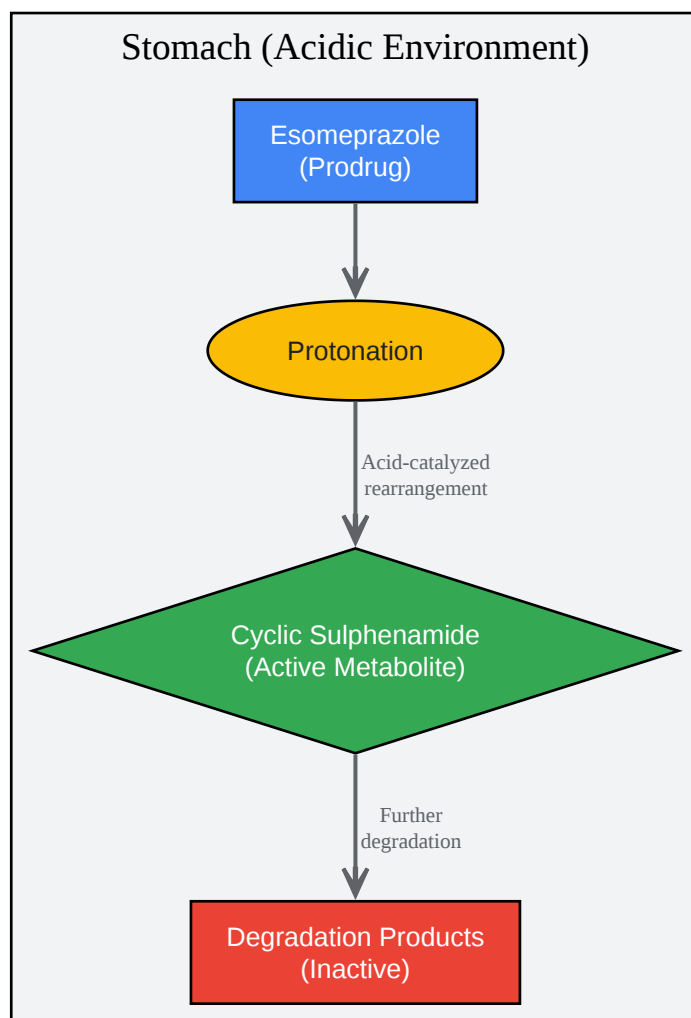 Stomach (Acidic Environment)
Esomeprazole
(Prodrug)
Protonation
Acid-catalyzed
rearrangement
Cyclic Sulphenamide
(Active Metabolite)
Further
degradation
Degradation Products
(Inactive)